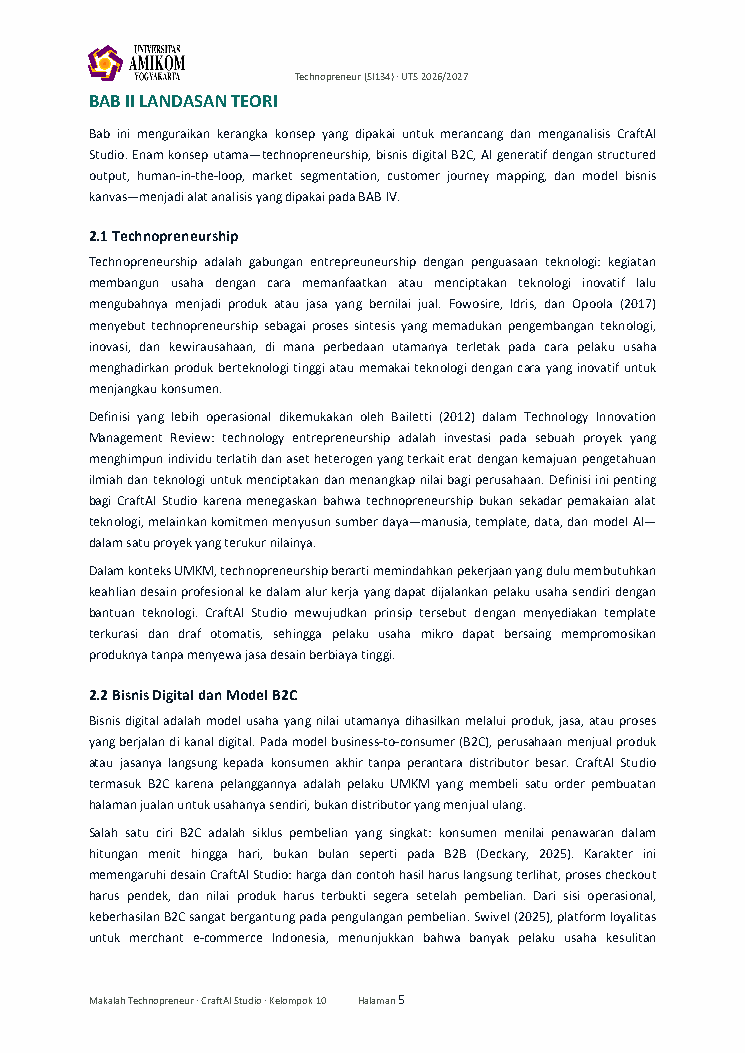 UNIVERSITAS
AMIKOM
YOGYAKARTA
Technopreneur (SI134) · UTS 2026/2027
BAB II LANDASAN TEORI
Bab ini menguraikan kerangka konsep yang dipakai untuk merancang dan menganalisis CraftAI
Studio. Enam konsep utama—technopreneurship, bisnis digital B2C, AI generatif dengan structured
output, human-in-the-loop, market segmentation, customer journey mapping, dan model bisnis
kanvas—menjadi alat analisis yang dipakai pada BAB IV.
2.1 Technopreneurship
Technopreneurship adalah gabungan entrepreuneurship dengan penguasaan teknologi: kegiatan
membangun usaha dengan cara memanfaatkan atau menciptakan teknologi inovatif lalu
mengubahnya menjadi produk atau jasa yang bernilai jual. Fowosire, Idris, dan Opoola (2017)
menyebut technopreneurship sebagai proses sintesis yang memadukan pengembangan teknologi,
inovasi, dan kewirausahaan, di mana perbedaan utamanya terletak pada cara pelaku usaha
menghadirkan produk berteknologi tinggi atau memakai teknologi dengan cara yang inovatif untuk
menjangkau konsumen.
Definisi yang lebih operasional dikemukakan oleh Bailetti (2012) dalam Technology Innovation
Management Review: technology entrepreneurship adalah investasi pada sebuah proyek yang
menghimpun individu terlatih dan aset heterogen yang terkait erat dengan kemajuan pengetahuan
ilmiah dan teknologi untuk menciptakan dan menangkap nilai bagi perusahaan. Definisi ini penting
bagi CraftAI Studio karena menegaskan bahwa technopreneurship bukan sekadar pemakaian alat
teknologi, melainkan komitmen menyusun sumber daya—manusia, template, data, dan model AI—
dalam satu proyek yang terukur nilainya.
Dalam konteks UMKM, technopreneurship berarti memindahkan pekerjaan yang dulu membutuhkan
keahlian desain profesional ke dalam alur kerja yang dapat dijalankan pelaku usaha sendiri dengan
bantuan teknologi. CraftAI Studio mewujudkan prinsip tersebut dengan menyediakan template
terkurasi dan draf otomatis, sehingga pelaku usaha mikro dapat bersaing mempromosikan
produknya tanpa menyewa jasa desain berbiaya tinggi.
2.2 Bisnis Digital dan Model B2C
Bisnis digital adalah model usaha yang nilai utamanya dihasilkan melalui produk, jasa, atau proses
yang berjalan di kanal digital. Pada model business-to-consumer (B2C), perusahaan menjual produk
atau jasanya langsung kepada konsumen akhir tanpa perantara distributor besar. CraftAI Studio
termasuk B2C karena pelanggannya adalah pelaku UMKM yang membeli satu order pembuatan
halaman jualan untuk usahanya sendiri, bukan distributor yang menjual ulang.
Salah satu ciri B2C adalah siklus pembelian yang singkat: konsumen menilai penawaran dalam
hitungan menit hingga hari, bukan bulan seperti pada B2B (Deckary, 2025). Karakter ini
memengaruhi desain CraftAI Studio: harga dan contoh hasil harus langsung terlihat, proses checkout
harus pendek, dan nilai produk harus terbukti segera setelah pembelian. Dari sisi operasional,
keberhasilan B2C sangat bergantung pada pengulangan pembelian. Swivel (2025), platform loyalitas
untuk merchant e-commerce Indonesia, menunjukkan bahwa banyak pelaku usaha kesulitan
Makalah Technopreneur · CraftAI Studio · Kelompok 10 Halaman 5